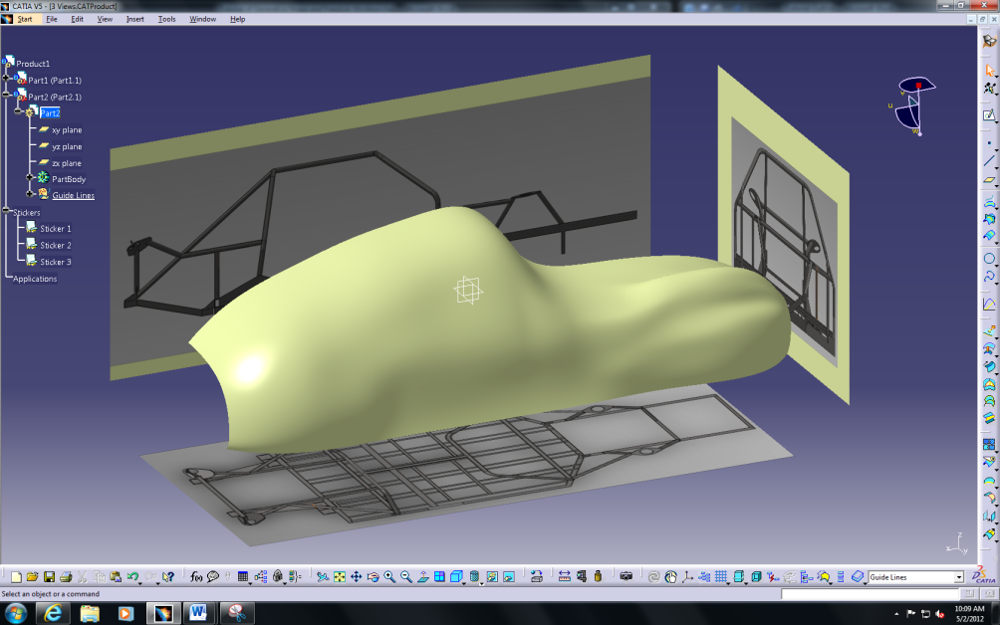 CATIA V5 - [3 Views.CATProduct]
Start File Edit View Insert Tools Window Help
Product1
Part1 (Part1.1)
Part2 (Part2.1)
Part2
xy plane
yz plane
zx plane
PartBody
Guide Lines
Stickers
Sticker 1
Sticker 2
Sticker 3
Applications
v
u
w
z
x y
f(x)
Guide Lines
CATIA
Select an object or a command
10:09 AM
5/2/2012